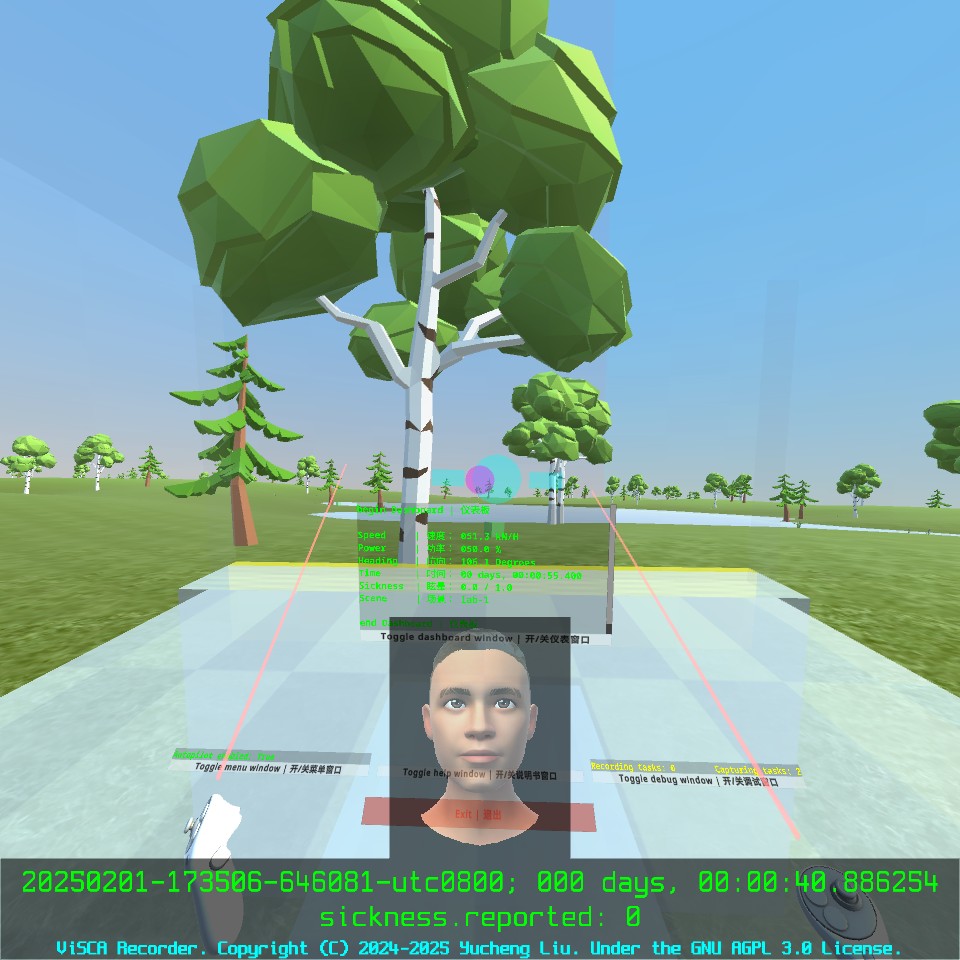 Begin Dashboard | 仪表板
Speed | 速度: 051.3 KM/H
Power | 功率: 050.0 %
Heading | 方向: 106.1 Degrees
Time | 时间: 00 days, 00:00:55.400
Sickness | 眩晕: 0.0 / 1.0
Scene | 场景: Lab-1
End Dashboard
Toggle dashboard window | 开/关仪表窗口
Toggle menu window | 开/关菜单窗口
Toggle help window | 开/关说明书窗口
Recording tasks: 0 Capturing tasks: 2
Toggle debug window | 开/关调试窗口
Exit | 退出
20250201-173506-646081-utc0800; 000 days, 00:00:40.886254
sickness.reported: 0
ViSCA Recorder. Copyright (C) 2024-2025 Yucheng Liu. Under the GNU AGPL 3.0 License.